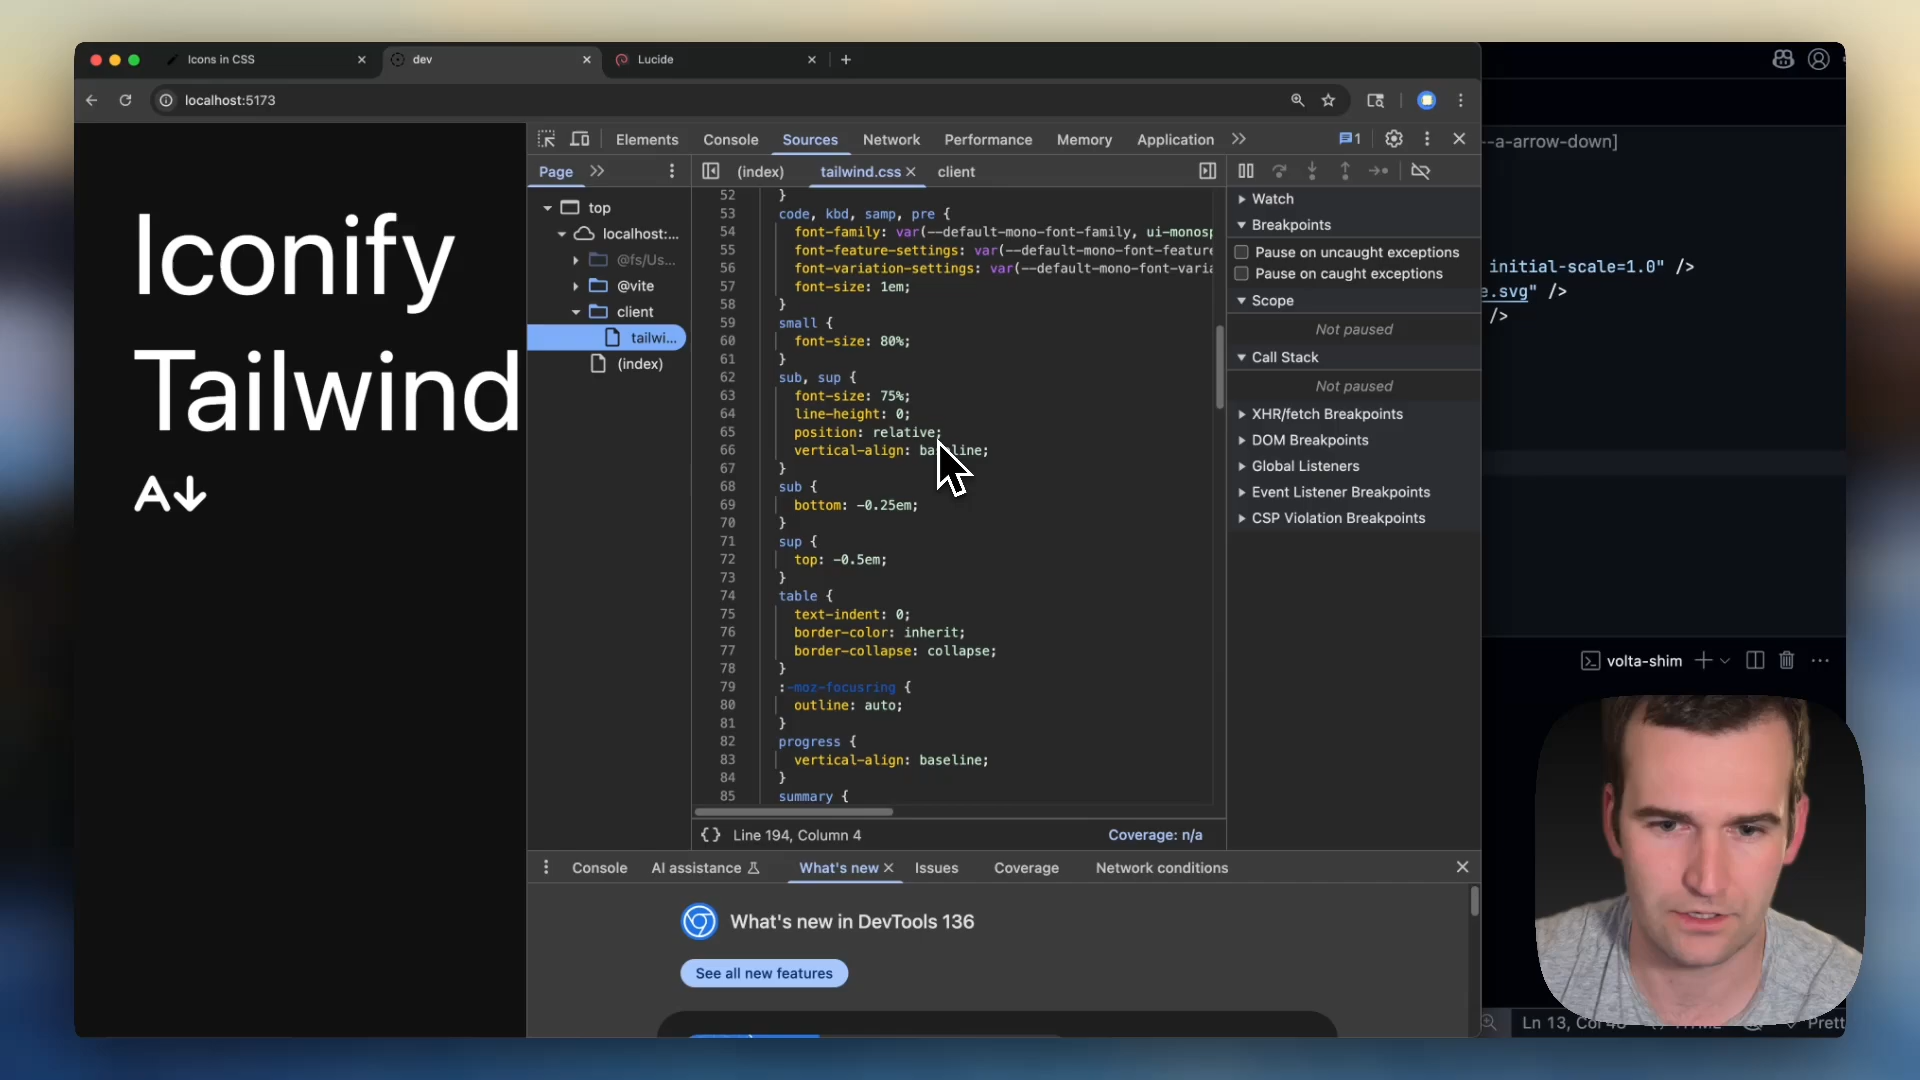 Icons in CSS
dev
Lucide
localhost:5173
Elements
Console
Sources
Network
Performance
Memory
Application
1
Page
(index)
tailwind.css
client
top
localhost:...
@fs/Us...
@vite
client
tailwi...
(index)
52 }
53 code, kbd, samp, pre {
54 font-family: var(--default-mono-font-family, ui-monosp
55 font-feature-settings: var(--default-mono-font-feature
56 font-variation-settings: var(--default-mono-font-varia
57 font-size: 1em;
58 }
59 small {
60 font-size: 80%;
61 }
62 sub, sup {
63 font-size: 75%;
64 line-height: 0;
65 position: relative;
66 vertical-align: baseline;
67 }
68 sub {
69 bottom: -0.25em;
70 }
71 sup {
72 top: -0.5em;
73 }
74 table {
75 text-indent: 0;
76 border-color: inherit;
77 border-collapse: collapse;
78 }
79 :-moz-focusring {
80 outline: auto;
81 }
82 progress {
83 vertical-align: baseline;
84 }
85 summary {
{} Line 194, Column 4
Coverage: n/a
Watch
Breakpoints
Pause on uncaught exceptions
Pause on caught exceptions
Scope
Not paused
Call Stack
Not paused
XHR/fetch Breakpoints
DOM Breakpoints
Global Listeners
Event Listener Breakpoints
CSP Violation Breakpoints
Console
AI assistance
What's new
Issues
Coverage
Network conditions
What's new in DevTools 136
See all new features
Iconify
Tailwind
A↓
--a-arrow-down]
initial-scale=1.0" />
e.svg" />
/>
volta-shim
Ln 13,
Prett